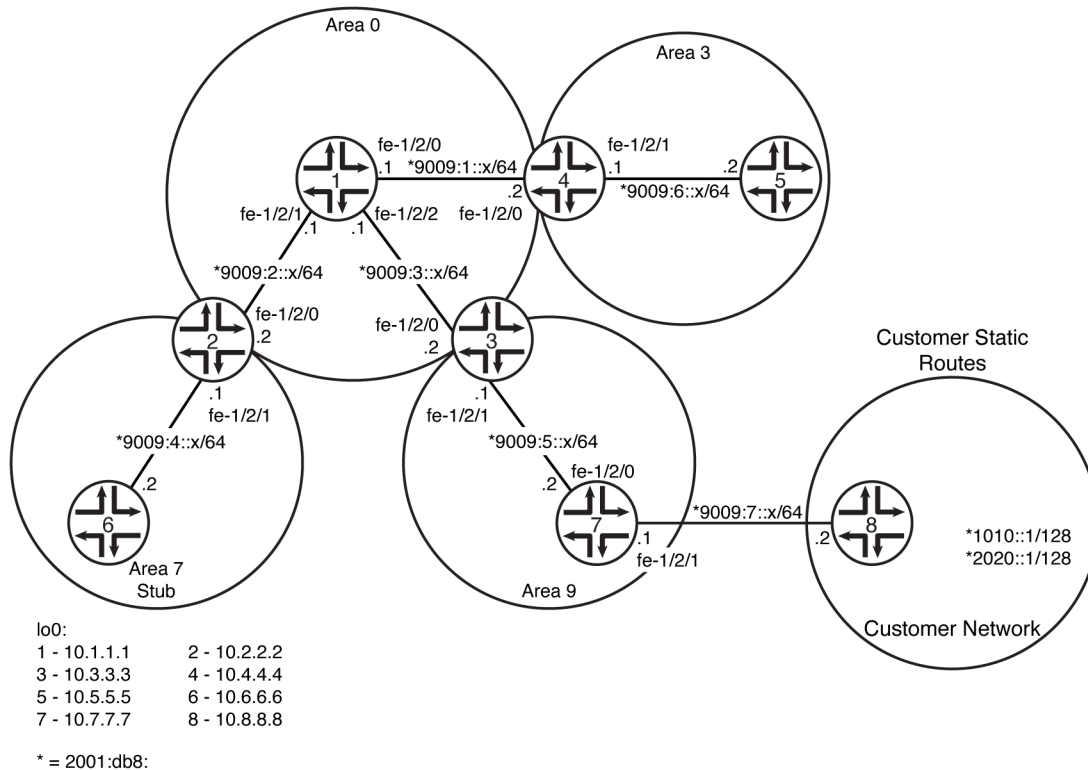 Area 0
Area 3
fe-1/2/0
.1
*9009:1::x/64
fe-1/2/1
.1
.2
*9009:6::x/64
1
4
5
.2
fe-1/2/0
fe-1/2/1
.1
.1
fe-1/2/2
*9009:2::x/64
*9009:3::x/64
fe-1/2/0
.2
fe-1/2/0
.2
2
3
Customer Static
Routes
.1
fe-1/2/1
.1
fe-1/2/1
*9009:4::x/64
*9009:5::x/64
.2
fe-1/2/0
.2
6
7
*9009:7::x/64
.1
fe-1/2/1
.2
8
*1010::1/128
*2020::1/128
Area 7
Stub
Area 9
Customer Network
lo0:
1 - 10.1.1.1 2 - 10.2.2.2
3 - 10.3.3.3 4 - 10.4.4.4
5 - 10.5.5.5 6 - 10.6.6.6
7 - 10.7.7.7 8 - 10.8.8.8
* = 2001:db8: